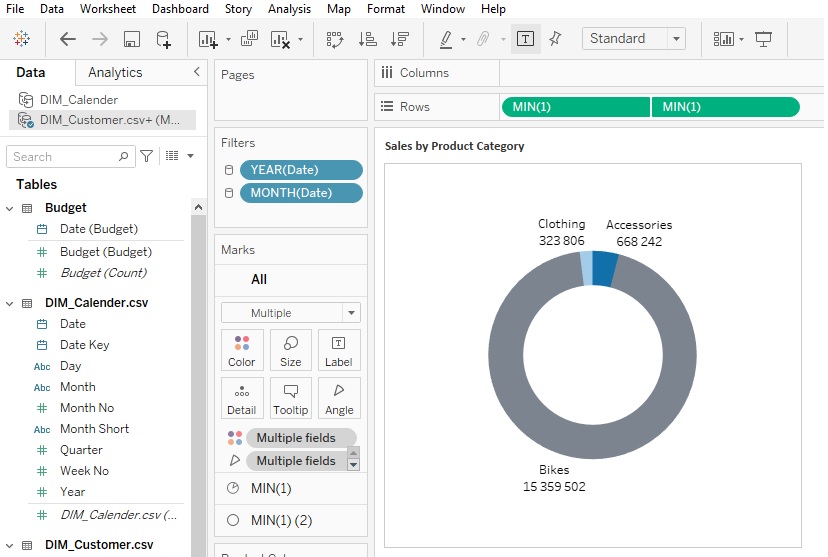 File Data Worksheet Dashboard Story Analysis Map Format Window Help
Standard
Data Analytics
DIM_Calender
DIM_Customer.csv+ (M...
Search
Tables
Budget
Date (Budget)
Budget (Budget)
Budget (Count)
DIM_Calender.csv
Date
Date Key
Abc Day
Abc Month
Month No
Abc Month Short
Quarter
Week No
Year
DIM_Calender.csv (...
DIM_Customer.csv
Pages
Filters
YEAR(Date)
MONTH(Date)
Marks
All
Multiple
Color Size Label
Detail Tooltip Angle
Multiple fields
Multiple fields
MIN(1)
MIN(1) (2)
Columns
Rows MIN(1) MIN(1)
Sales by Product Category
Clothing Accessories
323 806 668 242
Bikes
15 359 502